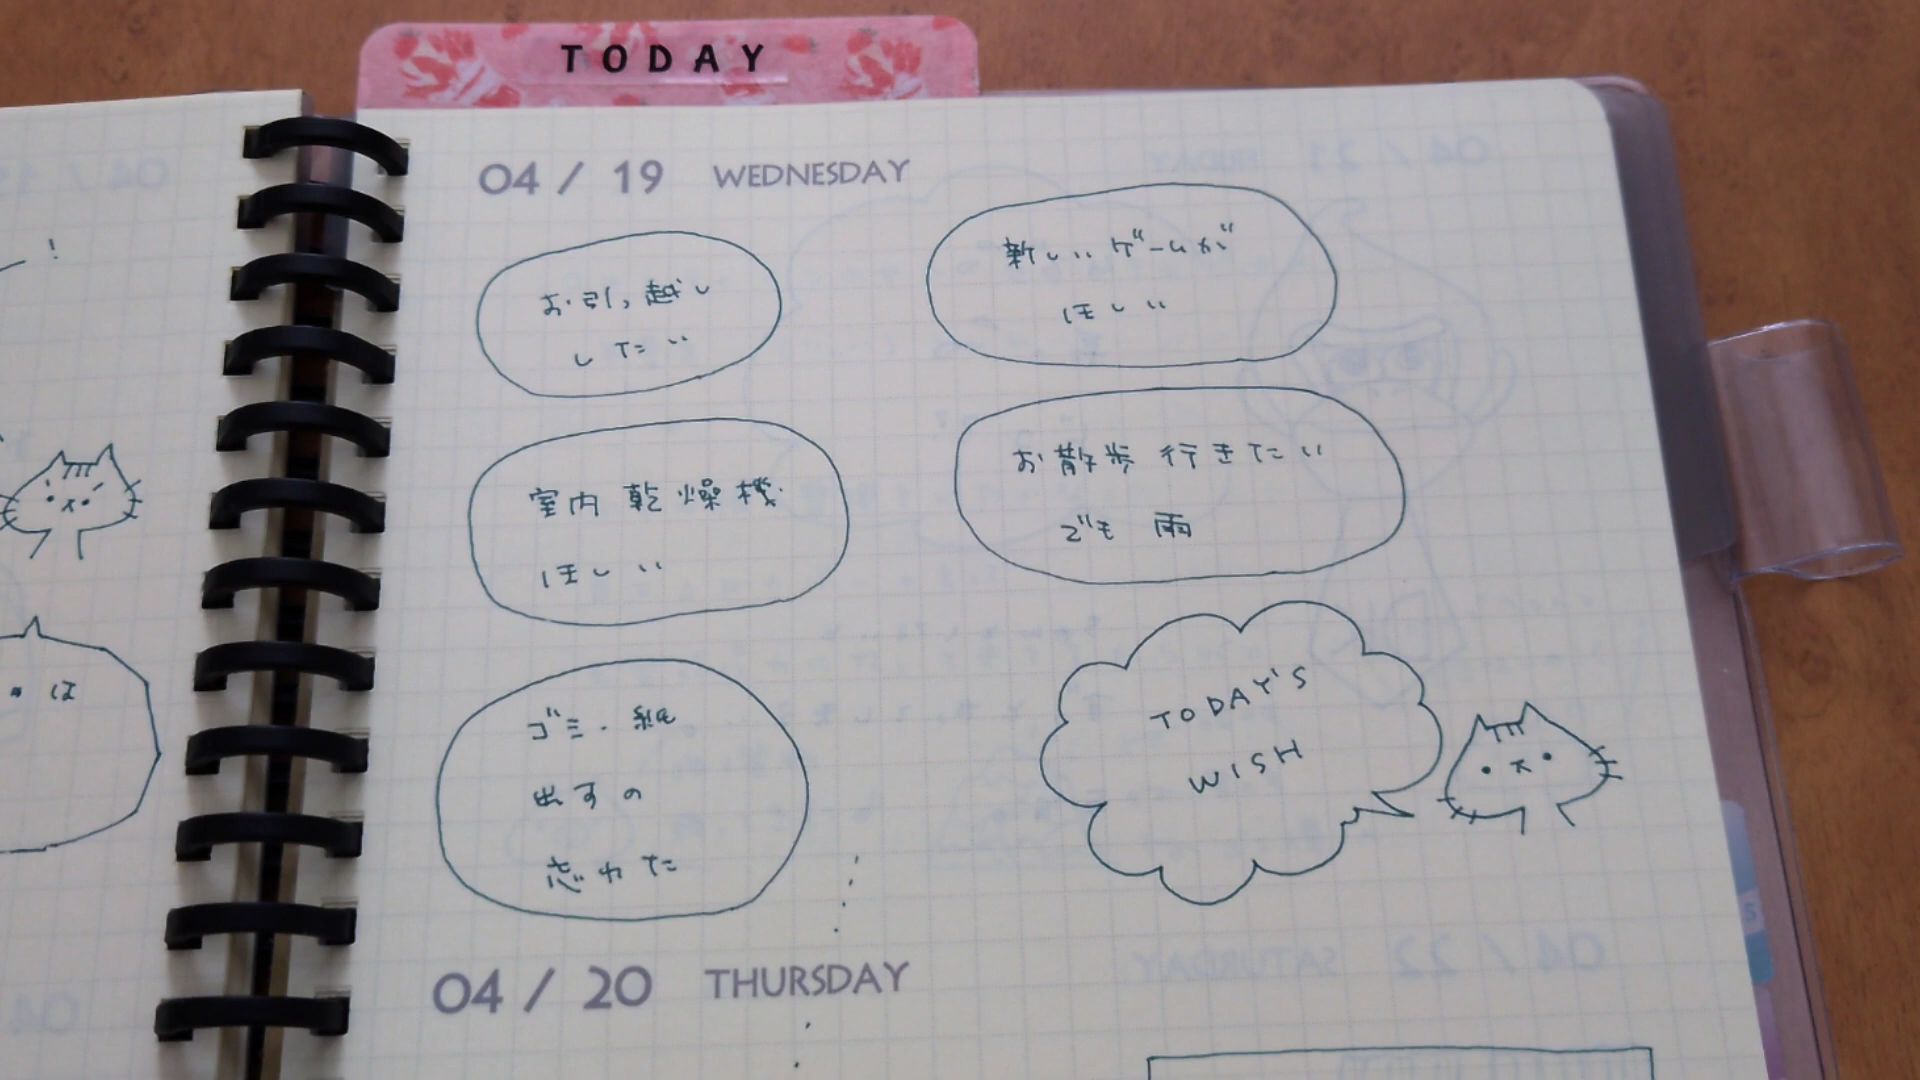 TODAY
04 / 19 WEDNESDAY
お引っ越し
したい
新しいゲームが
ほしい
室内乾燥機
ほしい
お散歩行きたい
でも雨
ゴミ・紙
出すの
忘れた
TODAY'S
WISH
04 / 20 THURSDAY
!
は